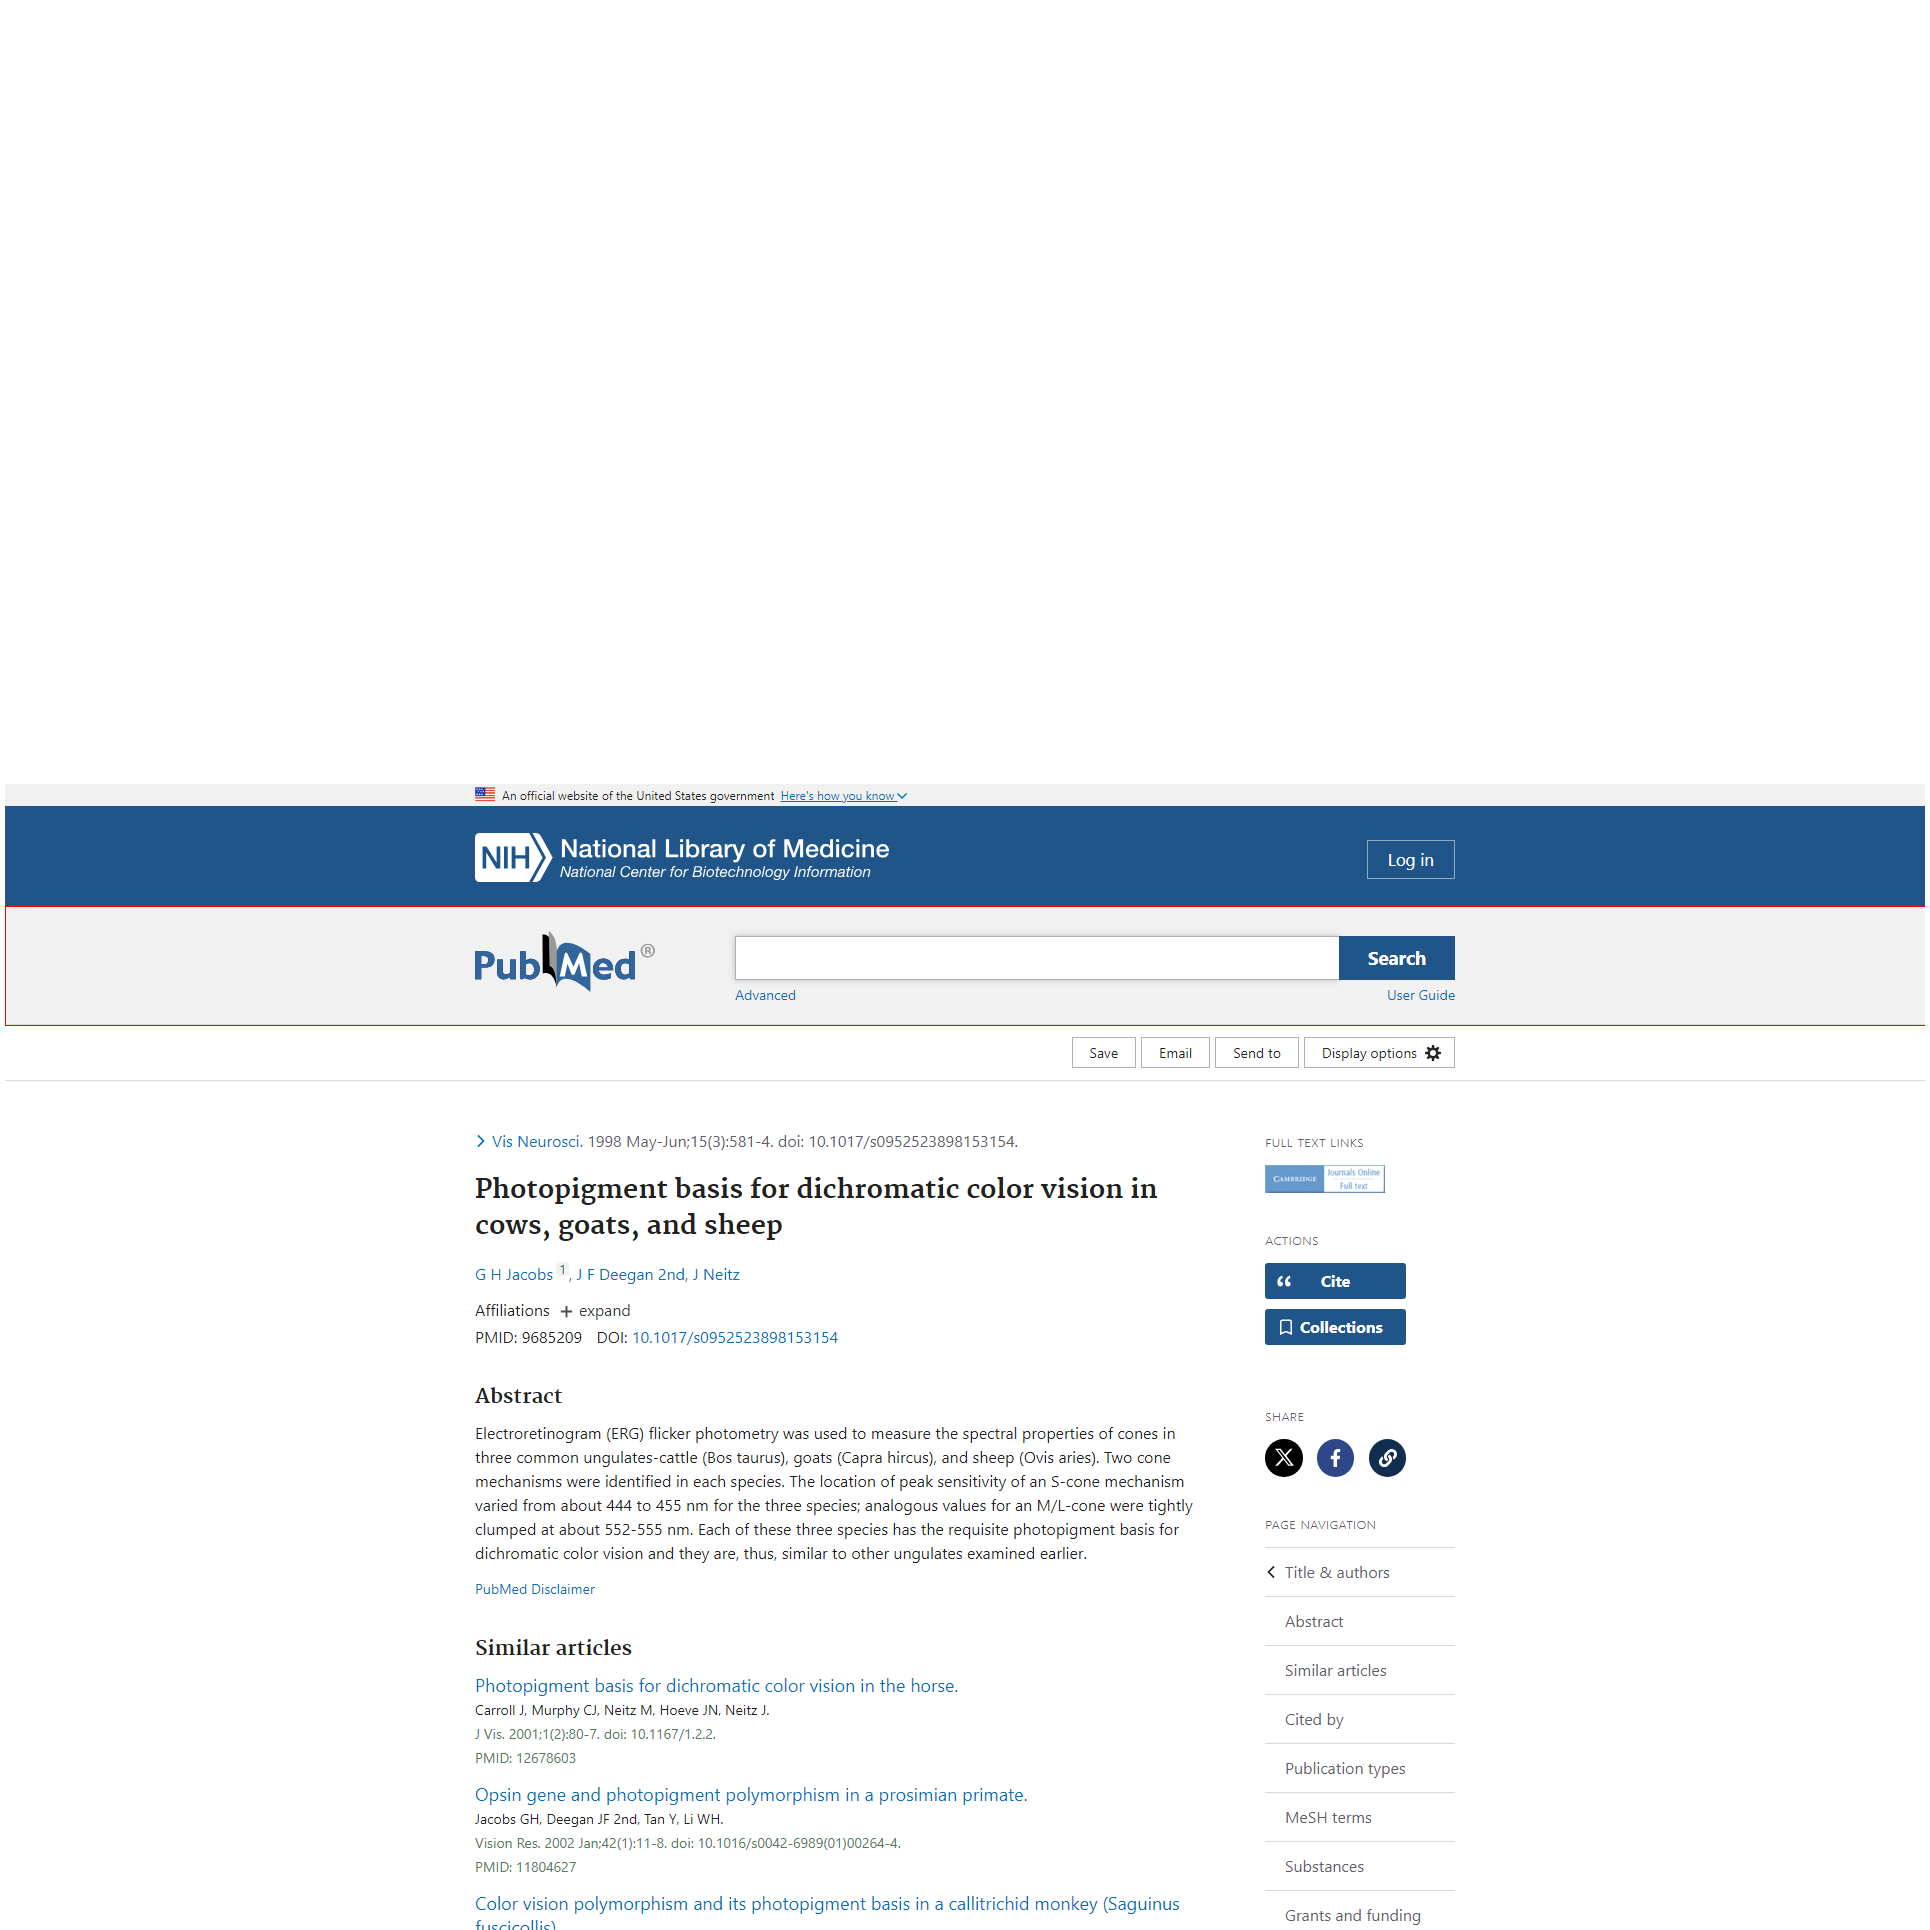 An official website of the United States government Here's how you know
NIH National Library of Medicine
National Center for Biotechnology Information
Log in
PubMed®
Search
Advanced
User Guide
Save
Email
Send to
Display options
Vis Neurosci. 1998 May-Jun;15(3):581-4. doi: 10.1017/s0952523898153154.
Photopigment basis for dichromatic color vision in
cows, goats, and sheep
G H Jacobs 1, J F Deegan 2nd, J Neitz
Affiliations + expand
PMID: 9685209 DOI: 10.1017/s0952523898153154
Abstract
Electroretinogram (ERG) flicker photometry was used to measure the spectral properties of cones in
three common ungulates-cattle (Bos taurus), goats (Capra hircus), and sheep (Ovis aries). Two cone
mechanisms were identified in each species. The location of peak sensitivity of an S-cone mechanism
varied from about 444 to 455 nm for the three species; analogous values for an M/L-cone were tightly
clumped at about 552-555 nm. Each of these three species has the requisite photopigment basis for
dichromatic color vision and they are, thus, similar to other ungulates examined earlier.
PubMed Disclaimer
Similar articles
Photopigment basis for dichromatic color vision in the horse.
Carroll J, Murphy CJ, Neitz M, Hoeve JN, Neitz J.
J Vis. 2001;1(2):80-7. doi: 10.1167/1.2.2.
PMID: 12678603
Opsin gene and photopigment polymorphism in a prosimian primate.
Jacobs GH, Deegan JF 2nd, Tan Y, Li WH.
Vision Res. 2002 Jan;42(1):11-8. doi: 10.1016/s0042-6989(01)00264-4.
PMID: 11804627
Color vision polymorphism and its photopigment basis in a callitrichid monkey (Saguinus
fuscicollis)
FULL TEXT LINKS
CAMBRIDGE Journals Online
Full text
ACTIONS
Cite
Collections
SHARE
PAGE NAVIGATION
Title & authors
Abstract
Similar articles
Cited by
Publication types
MeSH terms
Substances
Grants and funding